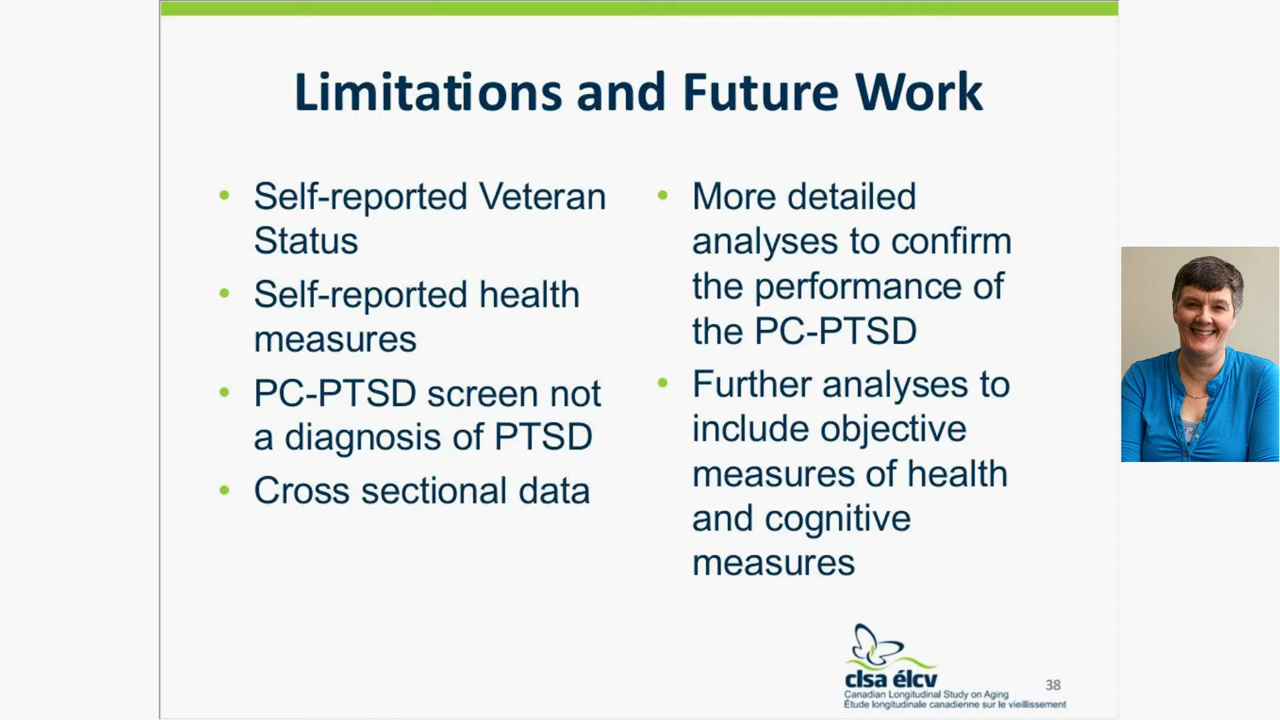 Limitations and Future Work
• Self-reported Veteran
Status
• Self-reported health
measures
• PC-PTSD screen not
a diagnosis of PTSD
• Cross sectional data
• More detailed
analyses to confirm
the performance of
the PC-PTSD
• Further analyses to
include objective
measures of health
and cognitive
measures
clsa élcv
Canadian Longitudinal Study on Aging
Étude longitudinale canadienne sur le vieillissement
38